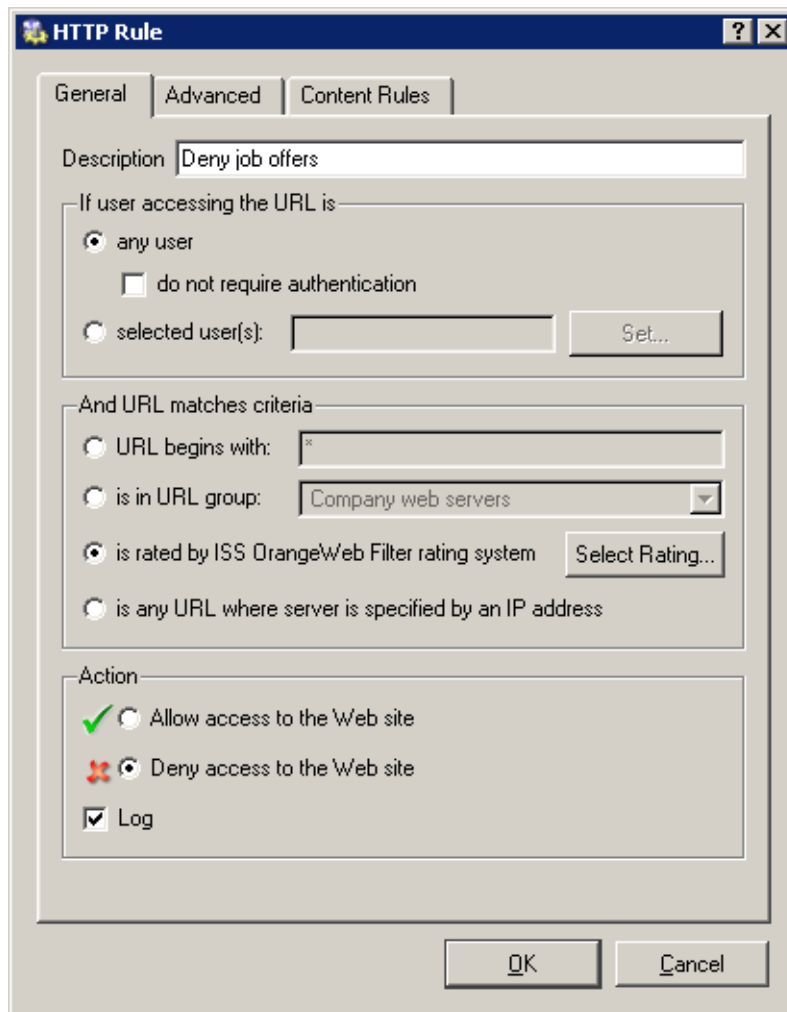 HTTP Rule
General Advanced Content Rules
Description Deny job offers
If user accessing the URL is
any user
do not require authentication
selected user(s): Set...
And URL matches criteria
URL begins with: *
is in URL group: Company web servers
is rated by ISS OrangeWeb Filter rating system Select Rating...
is any URL where server is specified by an IP address
Action
Allow access to the Web site
Deny access to the Web site
Log
OK Cancel